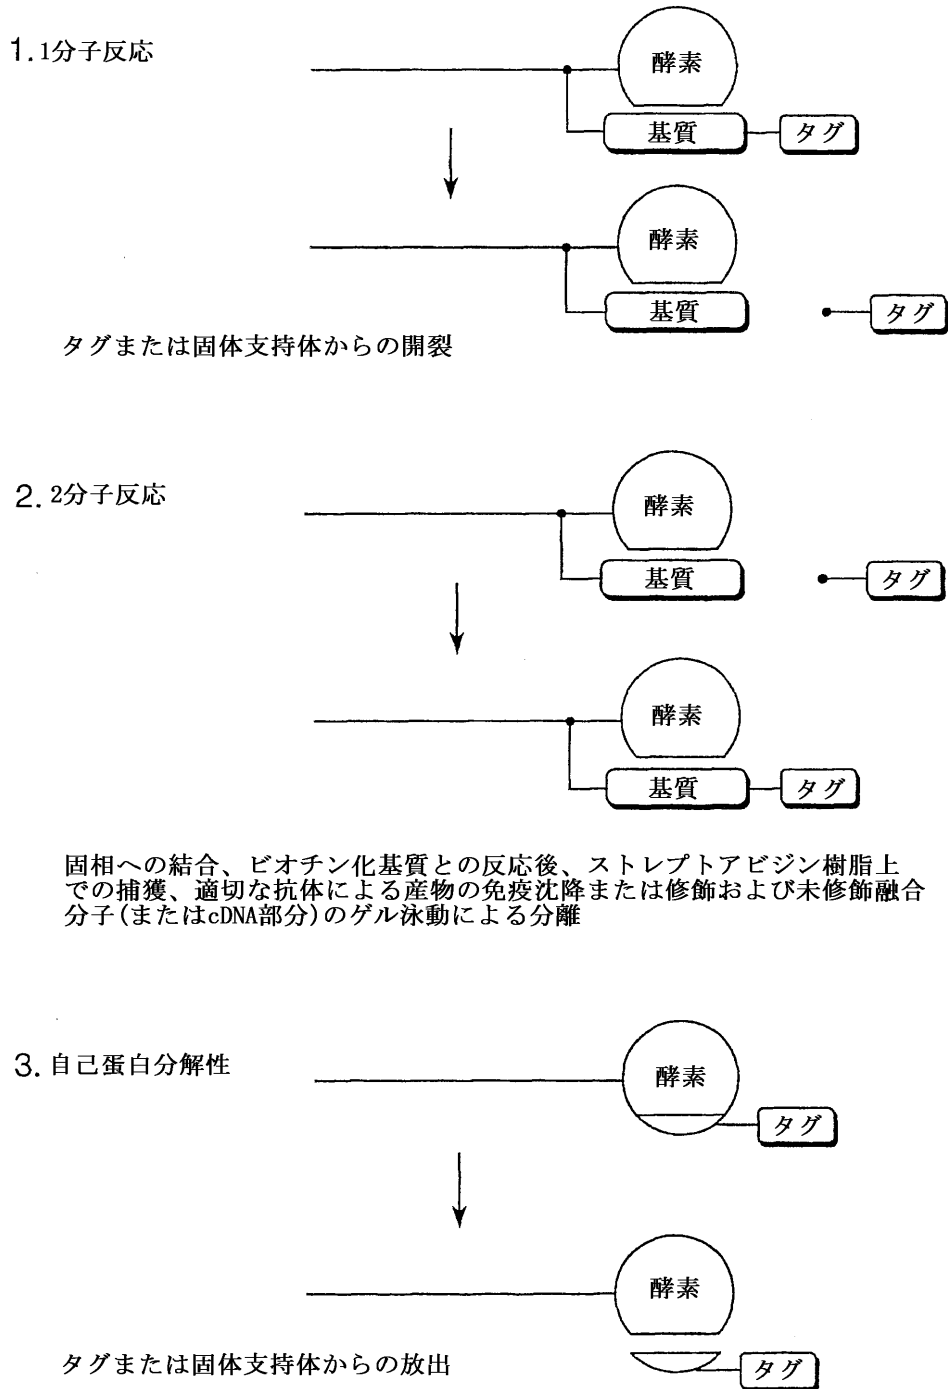 1. 1分子反応
酵素
基質
タグ
酵素
基質
タグ
タグまたは固体支持体からの開裂
2. 2分子反応
酵素
基質
タグ
酵素
基質
タグ
固相への結合、ビオチン化基質との反応後、ストレプトアビジン樹脂上
での捕獲、適切な抗体による産物の免疫沈降または修飾および未修飾融合
分子(またはcDNA部分)のゲル泳動による分離
3. 自己蛋白分解性
酵素
タグ
酵素
タグまたは固体支持体からの放出
タグ